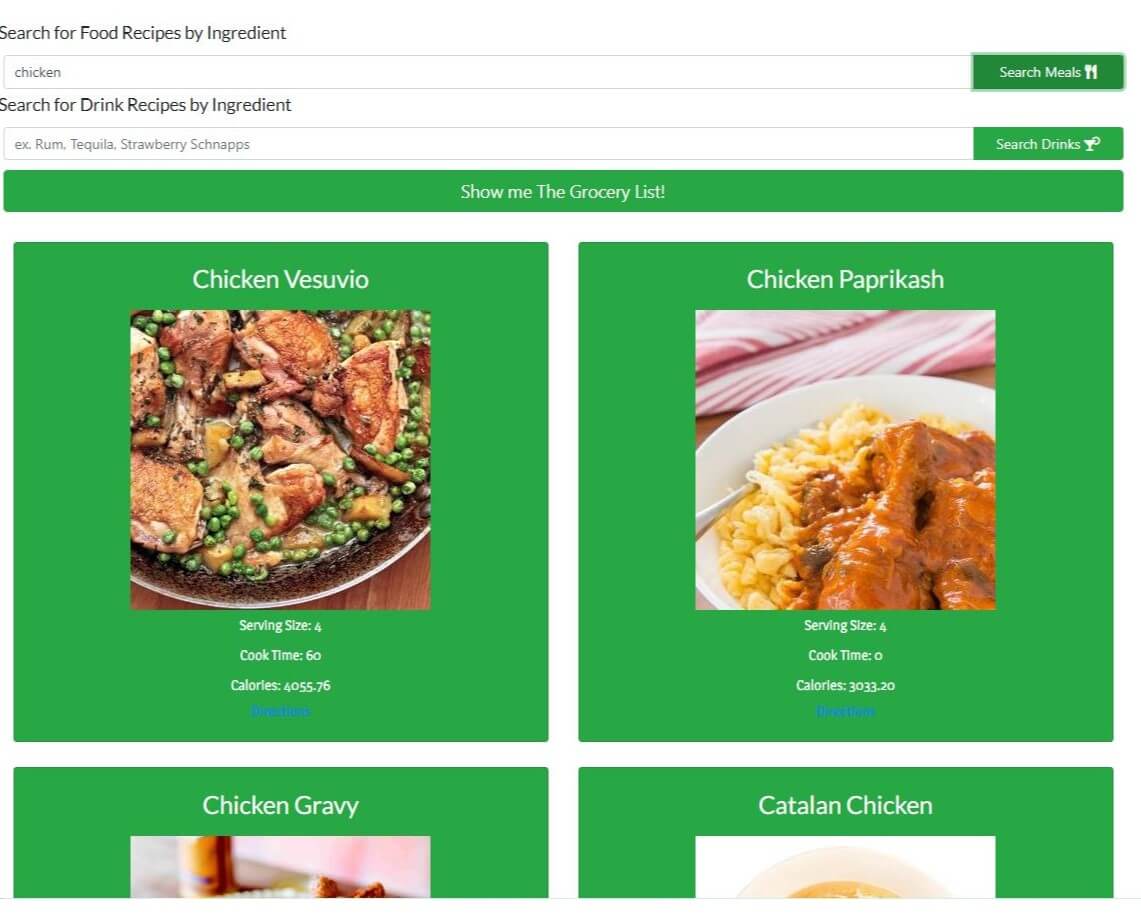 Search for Food Recipes by Ingredient
chicken
Search Meals
Search for Drink Recipes by Ingredient
ex. Rum, Tequila, Strawberry Schnapps
Search Drinks
Show me The Grocery List!
Chicken Vesuvio
Serving Size: 4
Cook Time: 60
Calories: 4055.76
Directions
Chicken Paprikash
Serving Size: 4
Cook Time: 0
Calories: 3033.20
Directions
Chicken Gravy
Catalan Chicken